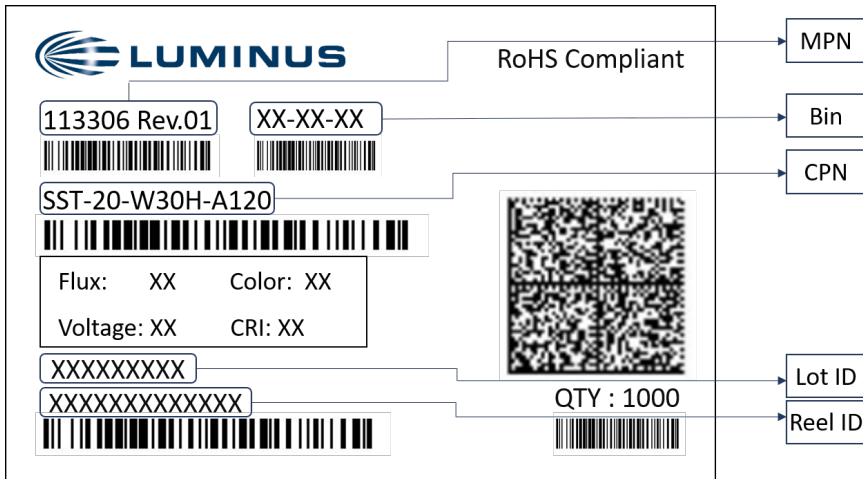 LUMINUS
RoHS Compliant
MPN
113306 Rev.01
XX-XX-XX
Bin
SST-20-W30H-A120
CPN
Flux: XX Color: XX
Voltage: XX CRI: XX
XXXXXXXXX
Lot ID
XXXXXXXXXXXXX
QTY : 1000
Reel ID